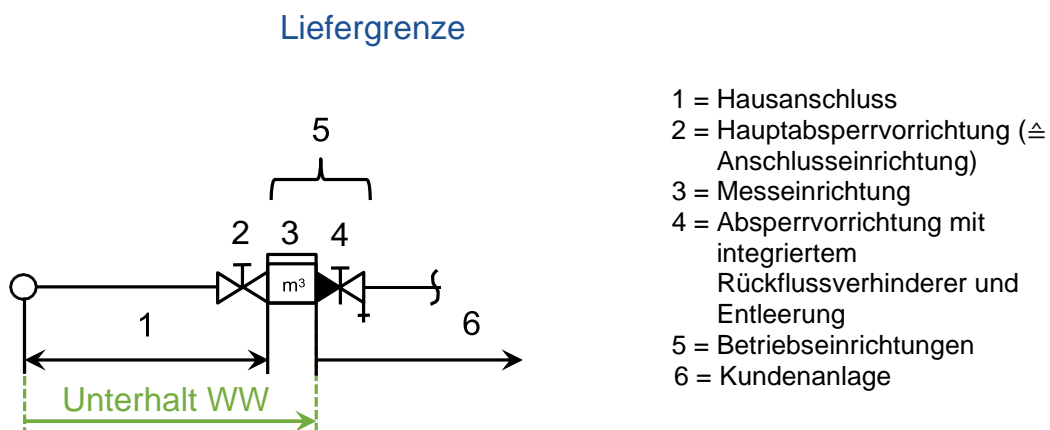 Liefergrenze
5
2 3 4
m³
1
6
Unterhalt WW
1 = Hausanschluss
2 = Hauptabsperrvorrichtung (≙
Anschlusseinrichtung)
3 = Messeinrichtung
4 = Absperrvorrichtung mit
integriertem
Rückflussverhinderer und
Entleerung
5 = Betriebseinrichtungen
6 = Kundenanlage